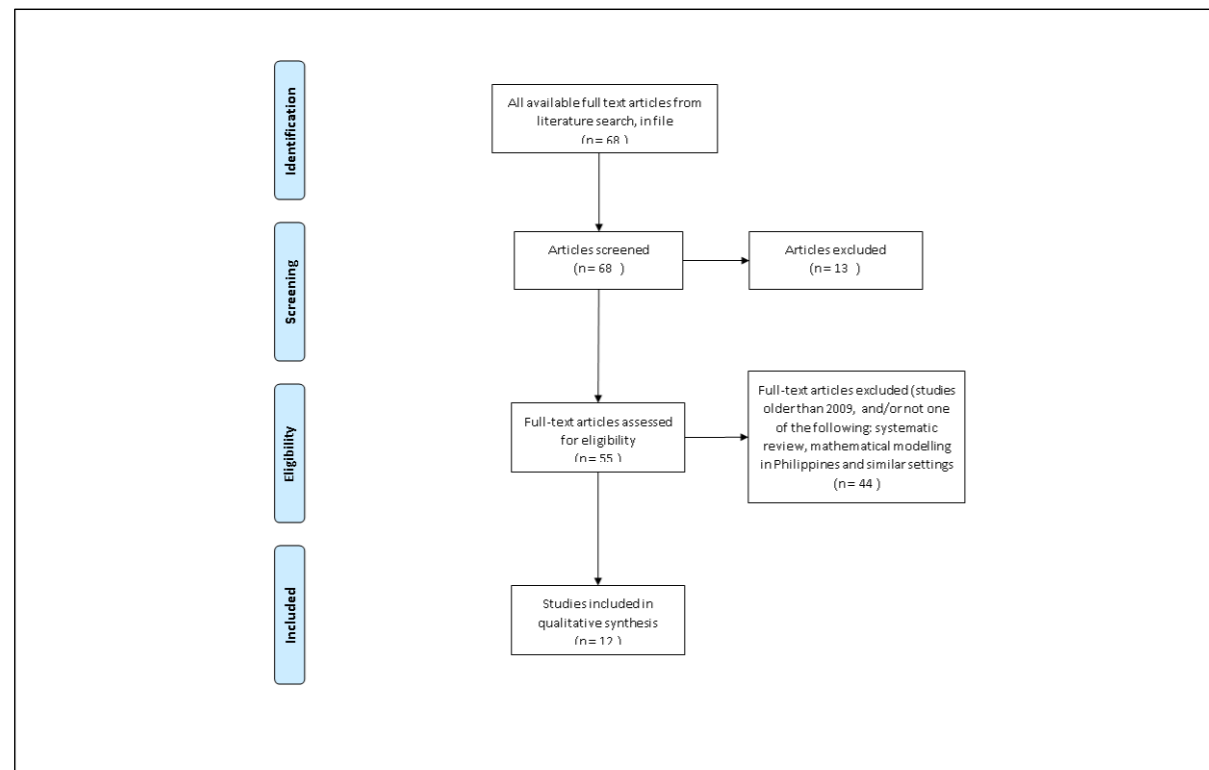 Identification
All available full text articles from
literature search, in file
(n= 68 )
Screening
Articles screened
(n= 68 )
Articles excluded
(n= 13 )
Eligibility
Full-text articles assessed
for eligibility
(n= 55 )
Full-text articles excluded (studies
older than 2009, and/or not one
of the following: systematic
review, mathematical modelling
in Philippines and similar settings
(n= 44 )
Included
Studies included in
qualitative synthesis
(n= 12 )